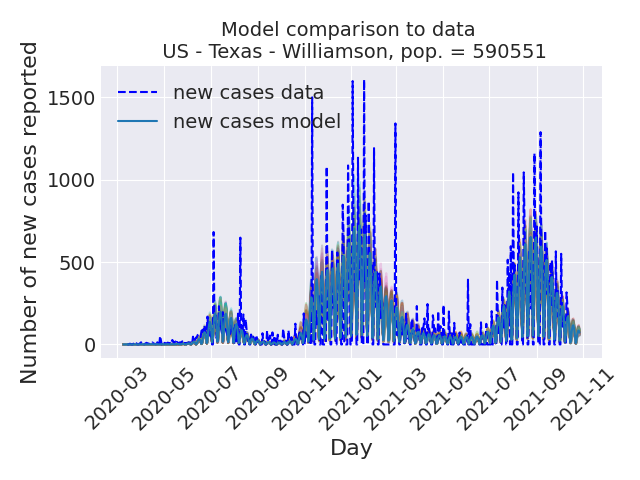 Model comparison to data
US - Texas - Williamson, pop. = 590551
Number of new cases reported
1500
1000
500
0
new cases data
new cases model
2020-03
2020-05
2020-07
2020-09
2020-11
2021-01
2021-03
2021-05
2021-07
2021-09
2021-11
Day